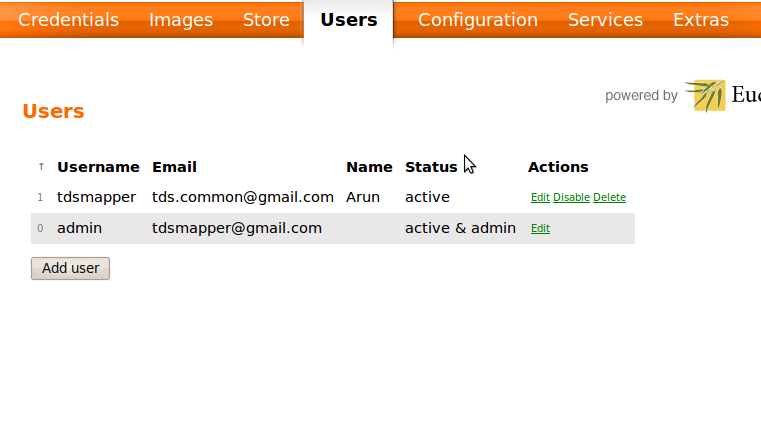 Credentials Images Store Users Configuration Services Extras
powered by
Users
↑ Username Email Name Status Actions
1 tdsmapper tds.common@gmail.com Arun active Edit Disable Delete
0 admin tdsmapper@gmail.com active & admin Edit
Add user